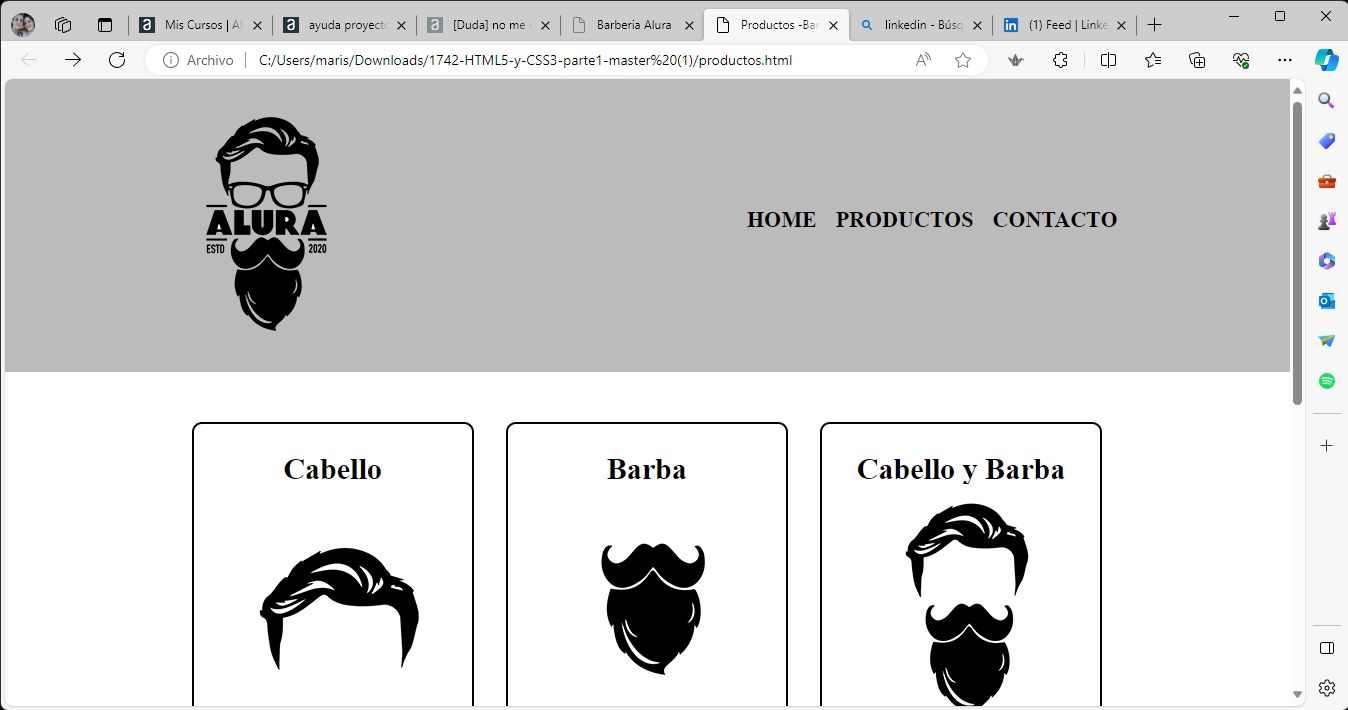 Mis Cursos | Al
ayuda proyecto
[Duda] no me
Barberia Alura
Productos -Bar
linkedin - Búsq
(1) Feed | Linke
Archivo
C:/Users/maris/Downloads/1742-HTML5-y-CSS3-parte1-master%20(1)/productos.html
ALURA
ESTD 2020
HOME PRODUCTOS CONTACTO
Cabello
Barba
Cabello y Barba